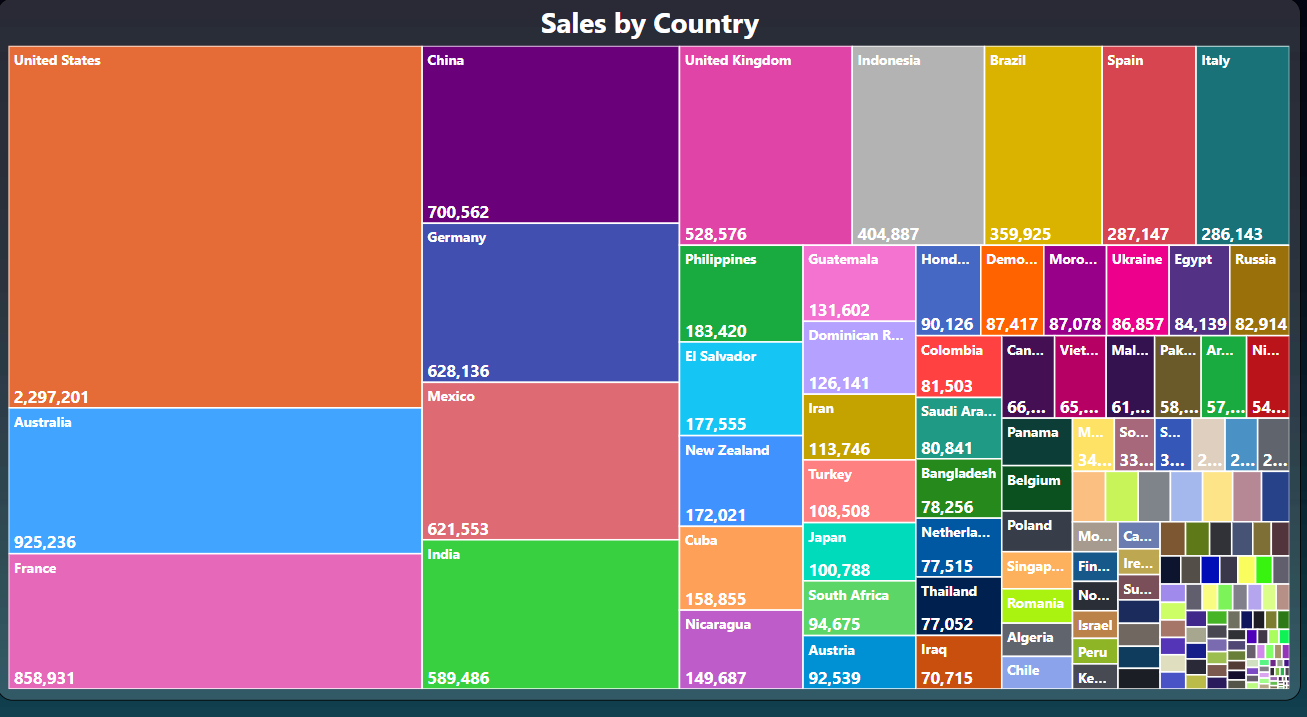 Sales by Country
United States
2,297,201
Australia
925,236
France
858,931
China
700,562
Germany
628,136
Mexico
621,553
India
589,486
United Kingdom
528,576
Indonesia
404,887
Brazil
359,925
Spain
287,147
Italy
286,143
Philippines
183,420
El Salvador
177,555
New Zealand
172,021
Cuba
158,855
Nicaragua
149,687
Guatemala
131,602
Dominican R...
126,141
Iran
113,746
Turkey
108,508
Japan
100,788
South Africa
94,675
Austria
92,539
Hond...
90,126
Demo...
87,417
Moro...
87,078
Ukraine
86,857
Egypt
84,139
Russia
82,914
Colombia
81,503
Saudi Ara...
80,841
Bangladesh
78,256
Netherla...
77,515
Thailand
77,052
Iraq
70,715
Can...
66,...
Viet...
65,...
Mal...
61,...
Pak...
58,...
Ar...
57,...
Ni...
54...
Panama
Belgium
Poland
Singap...
Romania
Algeria
Chile
M...
34...
So...
33...
S...
3...
2...
2...
2...
Mo...
Ca...
Fin...
Ire...
No...
Su...
Israel
Peru
Ke...